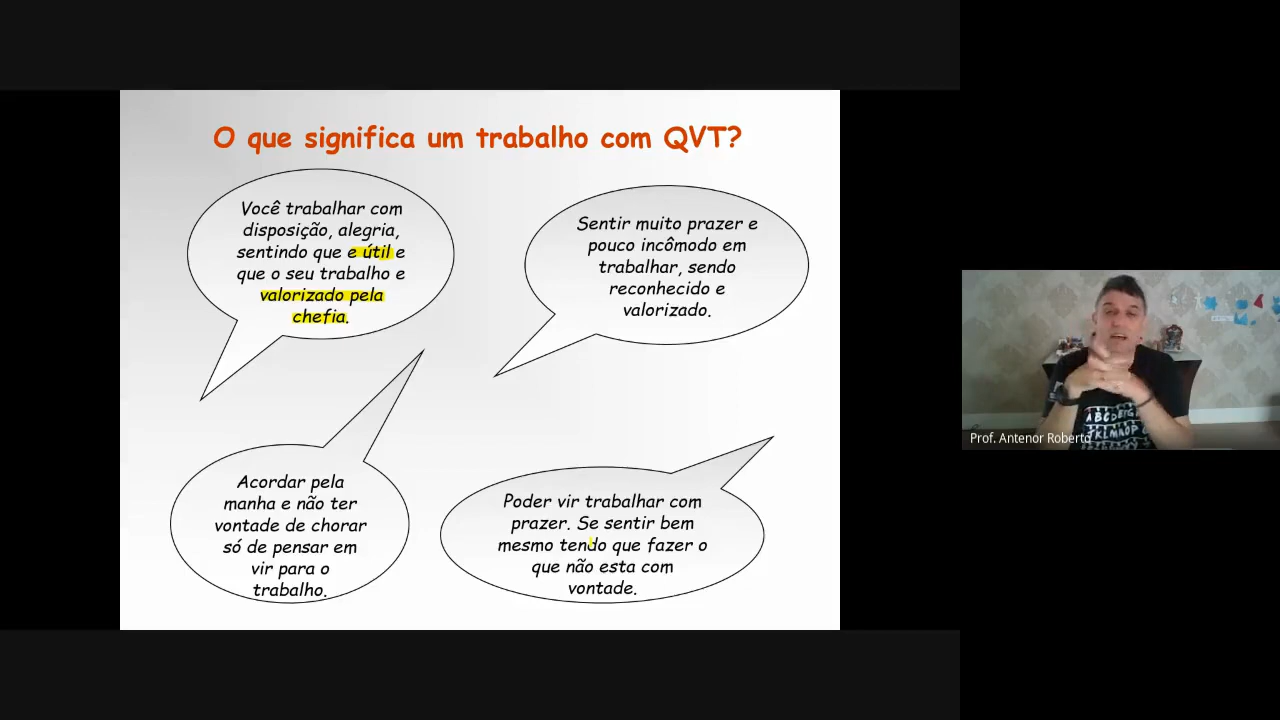 O que significa um trabalho com QVT?
Você trabalhar com
disposição, alegria,
sentindo que e útil e
que o seu trabalho e
valorizado pela
chefia.
Sentir muito prazer e
pouco incômodo em
trabalhar, sendo
reconhecido e
valorizado.
Acordar pela
manha e não ter
vontade de chorar
só de pensar em
vir para o
trabalho.
Poder vir trabalhar com
prazer. Se sentir bem
mesmo tendo que fazer o
que não esta com
vontade.
Prof. Antenor Roberto
ABCDEFG